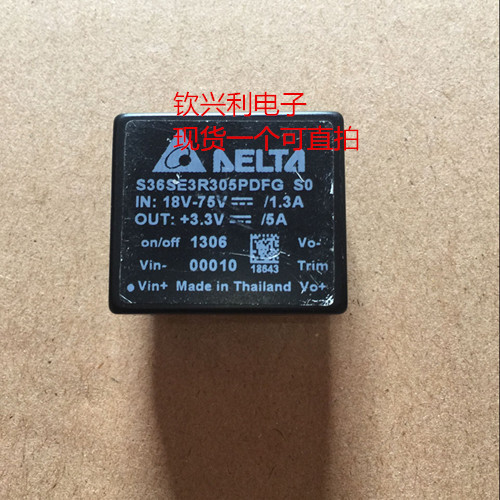 钦兴利电子
现货一个可直拍
DELTA
S36SE3R305PDFG S0
IN: 18V-75V⎓/1.3A
OUT: +3.3V⎓/5A
on/off 1306 Vo-
Vin- 00010 18643 Trim
Vin+ Made in Thailand Vo+